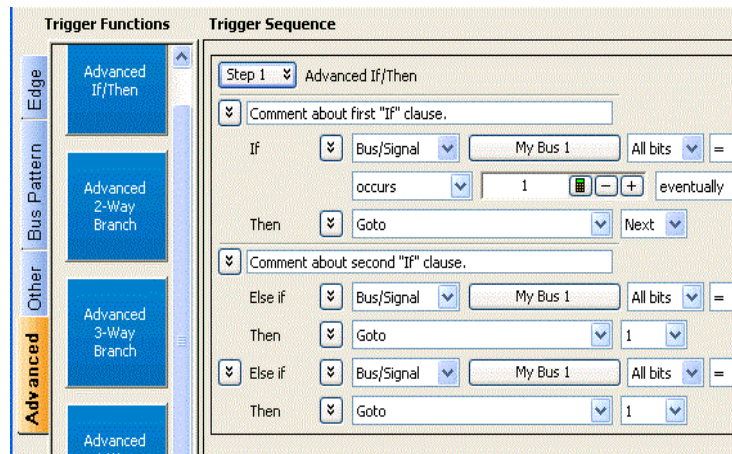 Trigger Functions
Trigger Sequence
Edge
Bus Pattern
Other
Advanced
Advanced
If/Then
Advanced
2-Way
Branch
Advanced
3-Way
Branch
Advanced
Step 1 Advanced If/Then
Comment about first "If" clause.
If Bus/Signal My Bus 1 All bits =
occurs 1 - + eventually
Then Goto Next
Comment about second "If" clause.
Else if Bus/Signal My Bus 1 All bits =
Then Goto 1
Else if Bus/Signal My Bus 1 All bits =
Then Goto 1